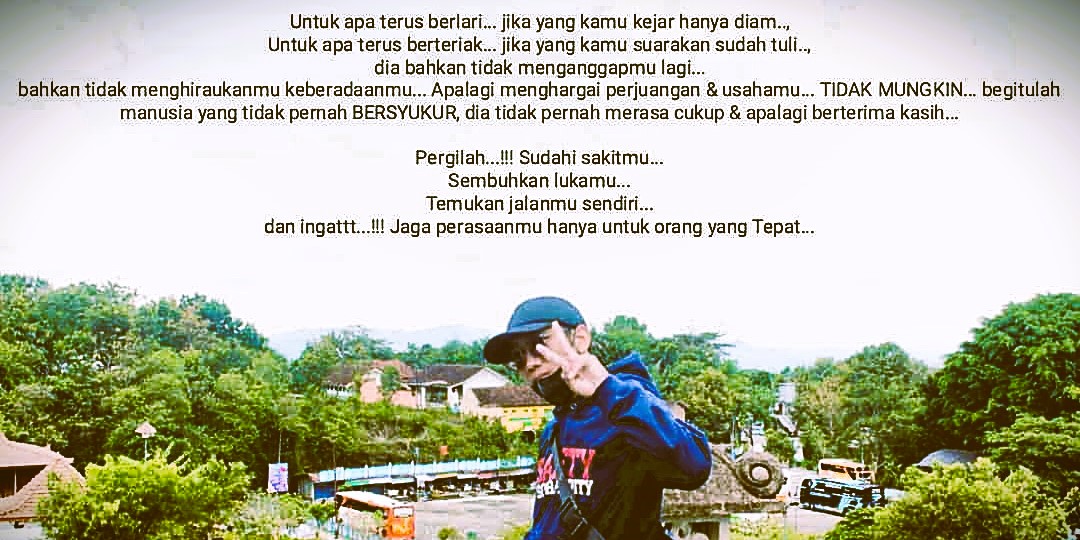 Untuk apa terus berlari... jika yang kamu kejar hanya diam..,
Untuk apa terus berteriak... jika yang kamu suarakan sudah tuli..,
dia bahkan tidak menganggapmu lagi...
bahkan tidak menghiraukanmu keberadaanmu... Apalagi menghargai perjuangan & usahamu... TIDAK MUNGKIN... begitulah
manusia yang tidak pernah BERSYUKUR, dia tidak pernah merasa cukup & apalagi berterima kasih...
Pergilah...!!! Sudahi sakitmu...
Sembuhkan lukamu...
Temukan jalanmu sendiri...
dan ingattt...!!! Jaga perasaanmu hanya untuk orang yang Tepat...